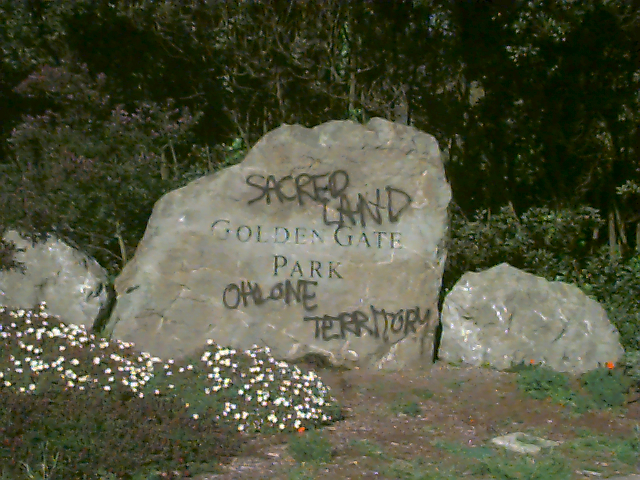 SACRED
LAND
GOLDEN GATE
PARK
OHLONE
TERRITORY